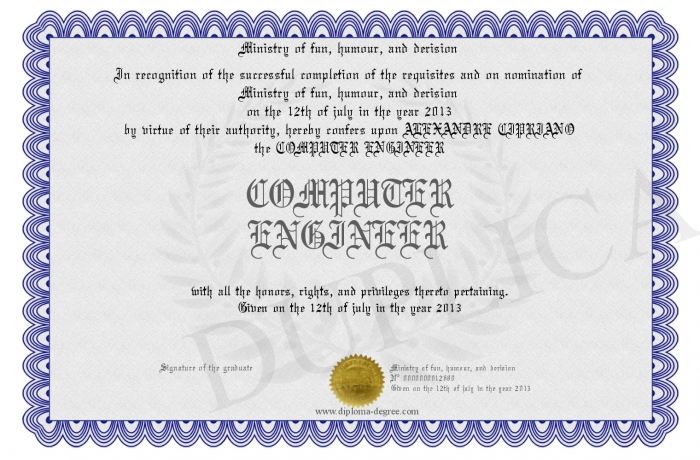 Ministry of fun, humour, and derision
In recognition of the successful completion of the requisites and on nomination of
Ministry of fun, humour, and derision
on the 12th of july in the year 2013
by virtue of their authority, hereby confers upon ALEXANDRE CIPRIANO
the COMPUTER ENGINEER
COMPUTER
ENGINEER
with all the honors, rights, and privileges thereto pertaining.
Given on the 12th of july in the year 2013
DUPLICA
Signature of the graduate
Ministry of fun, humour, and derision
Given on the 12th of july in the year 2013
www.diploma-degree.com